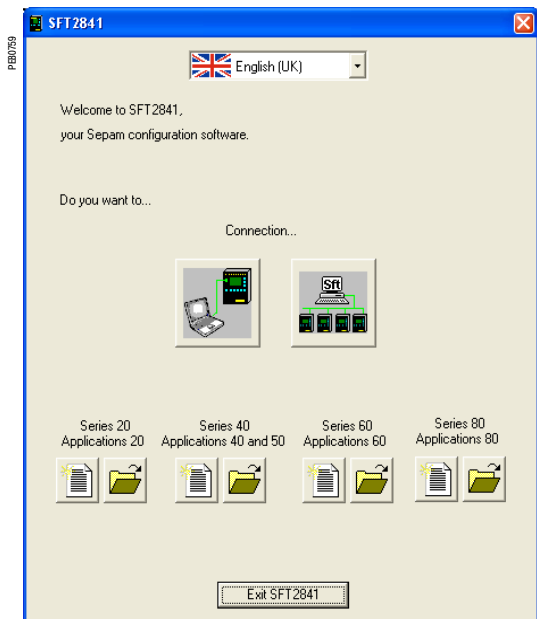 PE80759
SFT2841
English (UK)
Welcome to SFT2841,
your Sepam configuration software.
Do you want to...
Connection...
Sft
Series 20
Applications 20
Series 40
Applications 40 and 50
Series 60
Applications 60
Series 80
Applications 80
Exit SFT2841